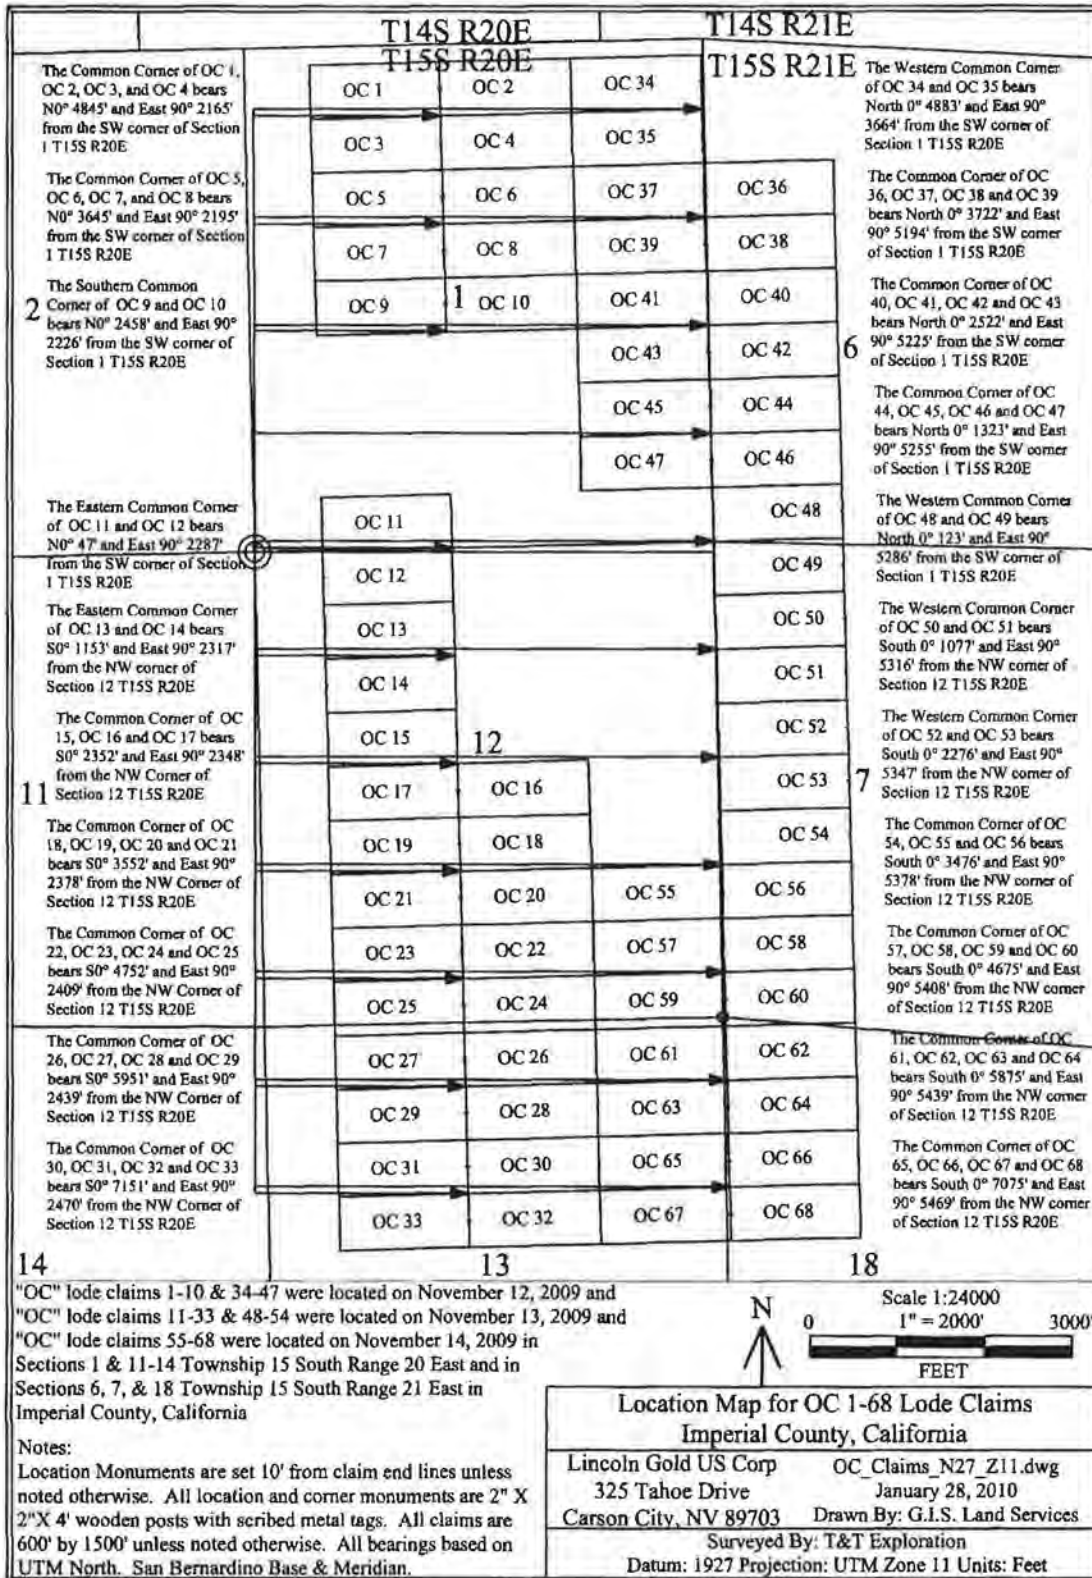 T14S R20E
T14S R21E
T15S R20E
T15S R21E
The Common Corner of OC 1,
OC 2, OC 3, and OC 4 bears
N0° 4845' and East 90° 2165'
from the SW corner of Section
1 T15S R20E
The Common Corner of OC 5,
OC 6, OC 7, and OC 8 bears
N0° 3645' and East 90° 2195'
from the SW corner of Section
1 T15S R20E
The Southern Common
Corner of OC 9 and OC 10
bears N0° 2458' and East 90°
2226' from the SW corner of
Section 1 T15S R20E
2
The Eastern Common Corner
of OC 11 and OC 12 bears
N0° 47' and East 90° 2287'
from the SW corner of Section
1 T15S R20E
The Eastern Common Corner
of OC 13 and OC 14 bears
S0° 1153' and East 90° 2317'
from the NW corner of
Section 12 T15S R20E
The Common Corner of OC
15, OC 16 and OC 17 bears
S0° 2352' and East 90° 2348'
from the NW Corner of
Section 12 T15S R20E
11
The Common Corner of OC
18, OC 19, OC 20 and OC 21
bears S0° 3552' and East 90°
2378' from the NW Corner of
Section 12 T15S R20E
The Common Corner of OC
22, OC 23, OC 24 and OC 25
bears S0° 4752' and East 90°
2409' from the NW Corner of
Section 12 T15S R20E
The Common Corner of OC
26, OC 27, OC 28 and OC 29
bears S0° 5951' and East 90°
2439' from the NW Corner of
Section 12 T15S R20E
The Common Corner of OC
30, OC 31, OC 32 and OC 33
bears S0° 7151' and East 90°
2470' from the NW Corner of
Section 12 T15S R20E
14
OC 1
OC 2
OC 34
OC 3
OC 4
OC 35
OC 5
OC 6
OC 37
OC 36
OC 7
OC 8
OC 39
OC 38
OC 9
1
OC 10
OC 41
OC 40
OC 43
OC 42
6
OC 45
OC 44
OC 47
OC 46
OC 11
OC 48
OC 12
OC 49
OC 13
OC 50
OC 14
OC 51
OC 15
12
OC 52
OC 17
OC 16
OC 53
7
OC 19
OC 18
OC 54
OC 21
OC 20
OC 55
OC 56
OC 23
OC 22
OC 57
OC 58
OC 25
OC 24
OC 59
OC 60
OC 27
OC 26
OC 61
OC 62
OC 29
OC 28
OC 63
OC 64
OC 31
OC 30
OC 65
OC 66
OC 33
OC 32
OC 67
OC 68
13
18
The Western Common Corner
of OC 34 and OC 35 bears
North 0° 4883' and East 90°
3664' from the SW corner of
Section 1 T15S R20E
The Common Corner of OC
36, OC 37, OC 38 and OC 39
bears North 0° 3722' and East
90° 5194' from the SW corner
of Section 1 T15S R20E
The Common Corner of OC
40, OC 41, OC 42 and OC 43
bears North 0° 2522' and East
90° 5225' from the SW corner
of Section 1 T15S R20E
The Common Corner of OC
44, OC 45, OC 46 and OC 47
bears North 0° 1323' and East
90° 5255' from the SW corner
of Section 1 T15S R20E
The Western Common Corner
of OC 48 and OC 49 bears
North 0° 123' and East 90°
5286' from the SW corner of
Section 1 T15S R20E
The Western Common Corner
of OC 50 and OC 51 bears
South 0° 1077' and East 90°
5316' from the NW corner of
Section 12 T15S R20E
The Western Common Corner
of OC 52 and OC 53 bears
South 0° 2276' and East 90°
5347' from the NW corner of
Section 12 T15S R20E
The Common Corner of OC
54, OC 55 and OC 56 bears
South 0° 3476' and East 90°
5378' from the NW corner of
Section 12 T15S R20E
The Common Corner of OC
57, OC 58, OC 59 and OC 60
bears South 0° 4675' and East
90° 5408' from the NW corner
of Section 12 T15S R20E
The Common Corner of OC
61, OC 62, OC 63 and OC 64
bears South 0° 5875' and East
90° 5439' from the NW corner
of Section 12 T15S R20E
The Common Corner of OC
65, OC 66, OC 67 and OC 68
bears South 0° 7075' and East
90° 5469' from the NW corner
of Section 12 T15S R20E
"OC" lode claims 1-10 & 34-47 were located on November 12, 2009 and
"OC" lode claims 11-33 & 48-54 were located on November 13, 2009 and
"OC" lode claims 55-68 were located on November 14, 2009 in
Sections 1 & 11-14 Township 15 South Range 20 East and in
Sections 6, 7, & 18 Township 15 South Range 21 East in
Imperial County, California
Notes:
Location Monuments are set 10' from claim end lines unless
noted otherwise. All location and corner monuments are 2" X
2"X 4' wooden posts with scribed metal tags. All claims are
600' by 1500' unless noted otherwise. All bearings based on
UTM North. San Bernardino Base & Meridian.
N
Scale 1:24000
0
1" = 2000'
3000'
FEET
Location Map for OC 1-68 Lode Claims
Imperial County, California
Lincoln Gold US Corp
325 Tahoe Drive
Carson City, NV 89703
OC_Claims_N27_Z11.dwg
January 28, 2010
Drawn By: G.I.S. Land Services
Surveyed By: T&T Exploration
Datum: 1927 Projection: UTM Zone 11 Units: Feet